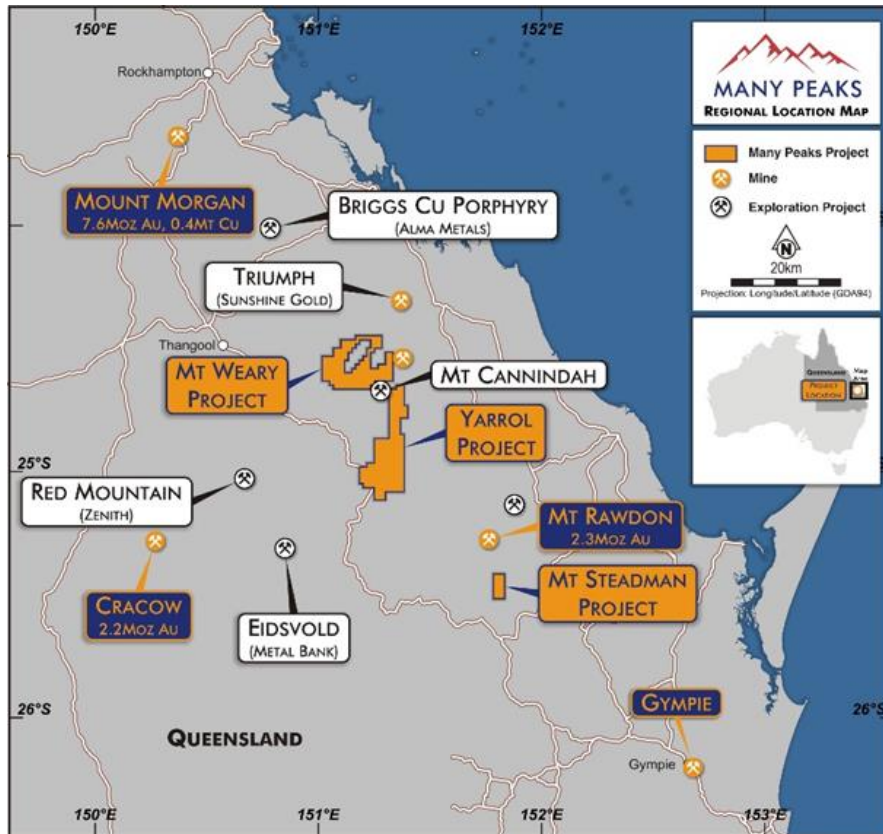 150°E
151°E
152°E
Rockhampton
MANY PEAKS
REGIONAL LOCATION MAP
Many Peaks Project
Mine
Exploration Project
N
20km
Projection: Longitude/Latitude (GDA94)
QUEENSLAND
PROJECT
LOCATION
MAP
AREA
MOUNT MORGAN
7.6MOZ AU, 0.4MT CU
BRIGGS CU PORPHYRY
(ALMA METALS)
TRIUMPH
(SUNSHINE GOLD)
Thangool
MT WEARY
PROJECT
MT CANNINDAH
YARROL
PROJECT
25°S
RED MOUNTAIN
(ZENITH)
MT RAWDON
2.3MOZ AU
CRACOW
2.2MOZ AU
EIDSVOLD
(METAL BANK)
MT STEADMAN
PROJECT
26°S
26°S
GYMPIE
QUEENSLAND
Gympie
150°E
151°E
152°E
153°E